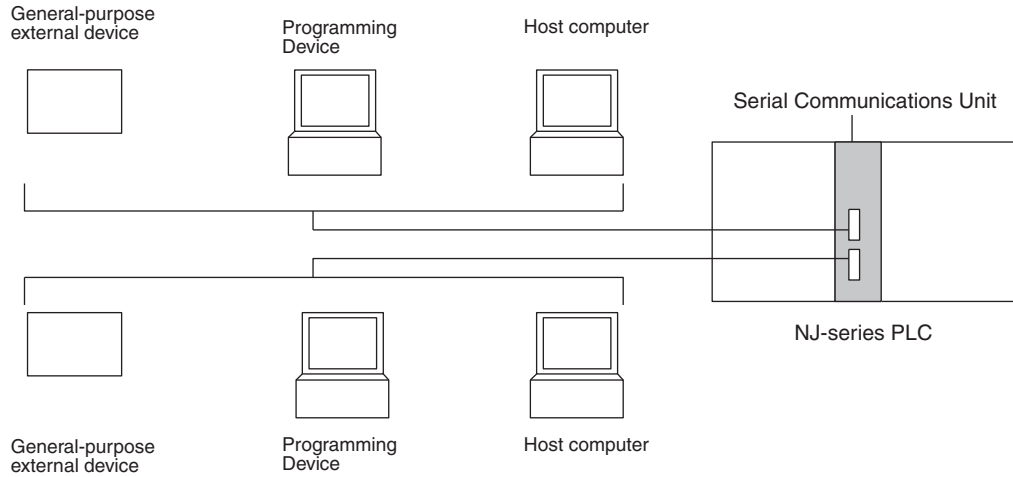 General-purpose
external device
Programming
Device
Host computer
Serial Communications Unit
NJ-series PLC
General-purpose
external device
Programming
Device
Host computer